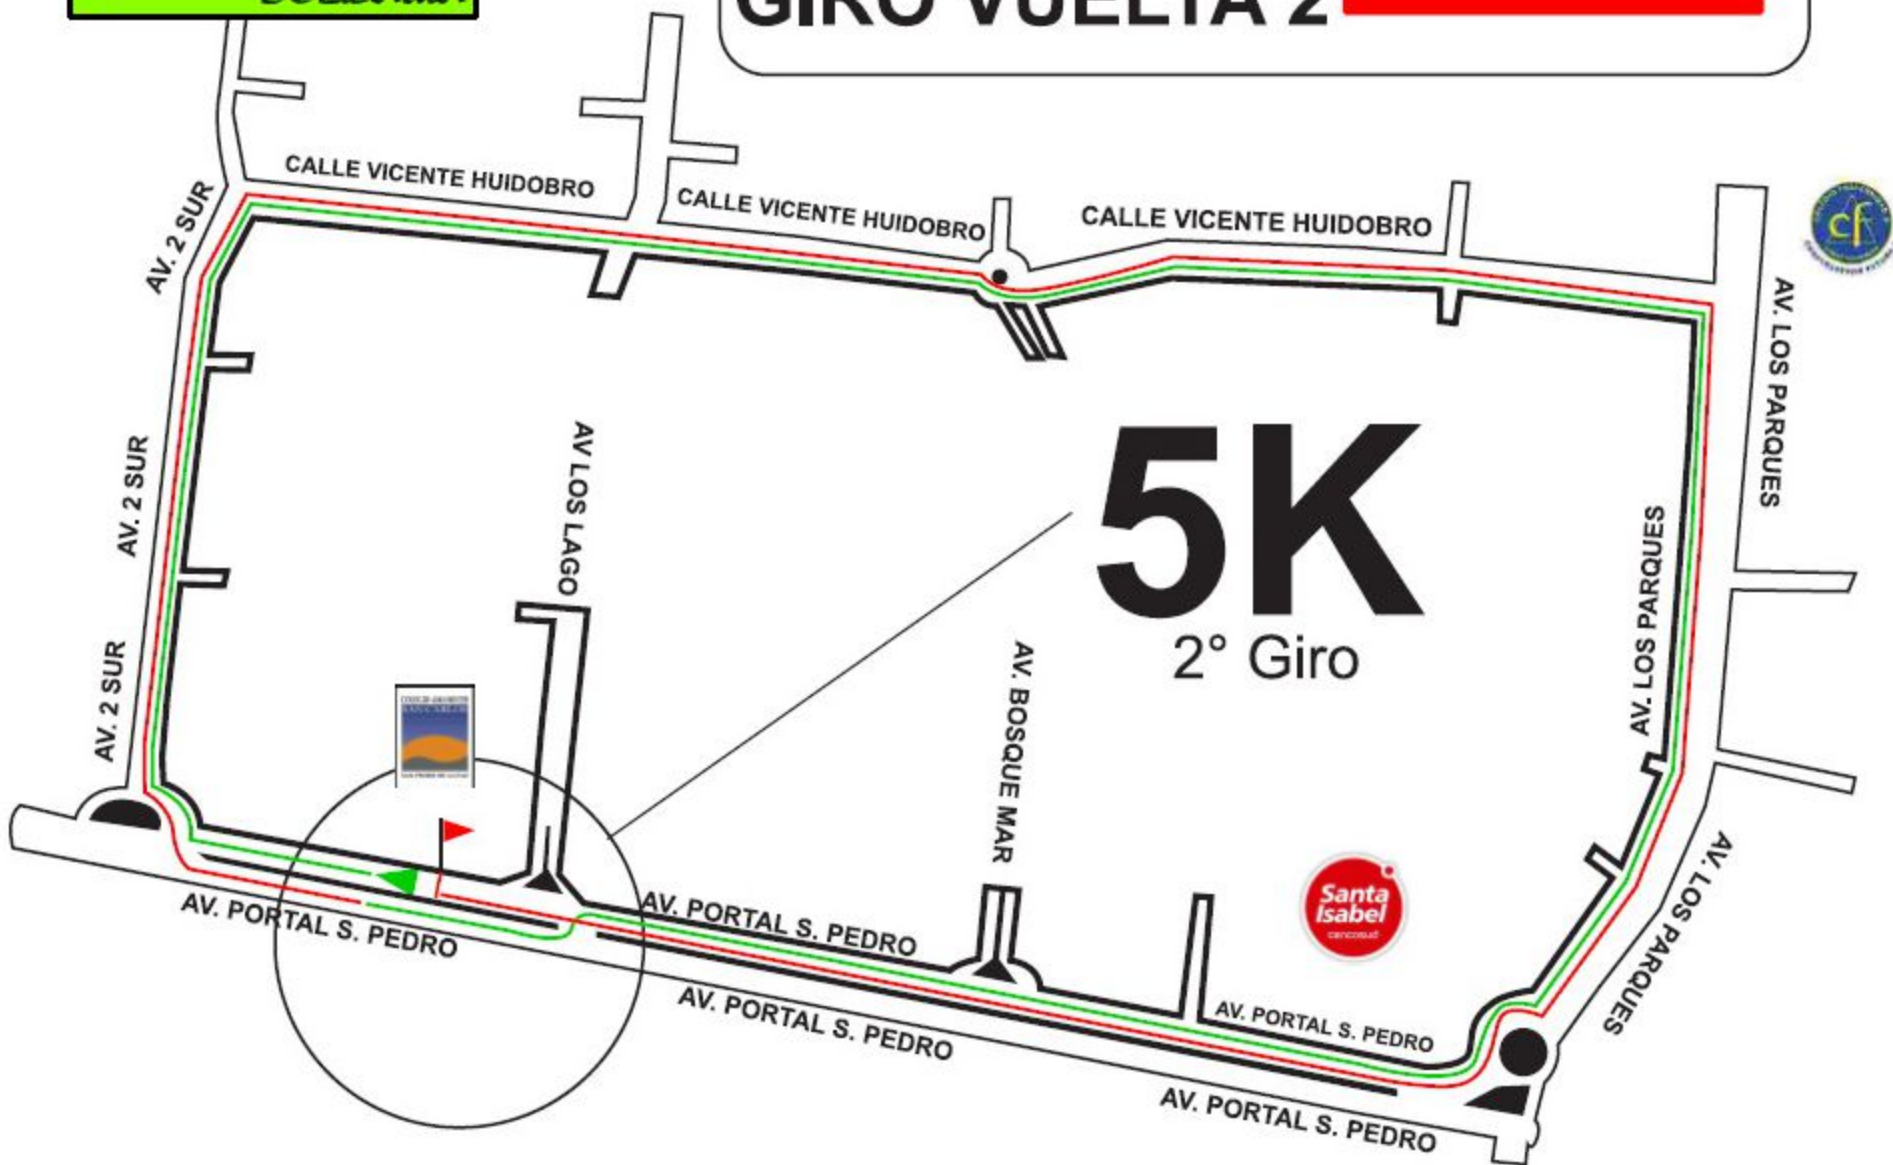 GIRO VUELTA 2
CALLE VICENTE HUIDOBRO
CALLE VICENTE HUIDOBRO
CALLE VICENTE HUIDOBRO
AV. 2 SUR
cf
AV. LOS PARQUES
AV. 2 SUR
AV LOS LAGO
5K
2° Giro
AV. LOS PARQUES
AV. 2 SUR
AV. BOSQUE MAR
Santa
Isabel
cencosud
AV. LOS PARQUES
AV. PORTAL S. PEDRO
AV. PORTAL S. PEDRO
AV. PORTAL S. PEDRO
AV. PORTAL S. PEDRO
AV. PORTAL S. PEDRO